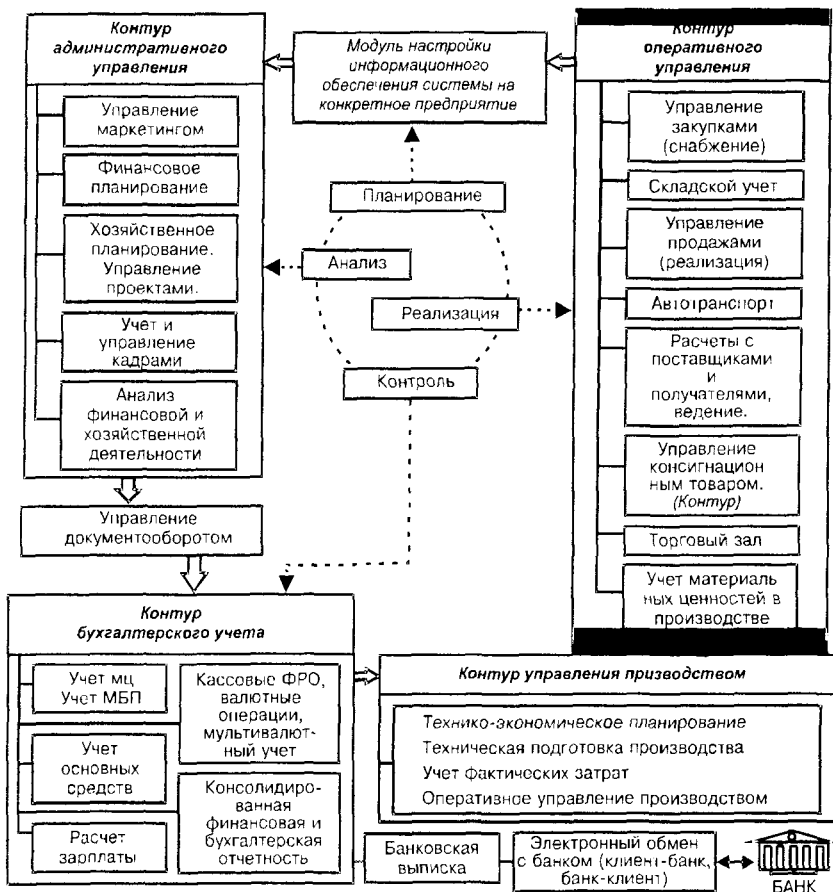 Контур
административного
управления
Управление
маркетингом
Финансовое
планирование
Хозяйственное
планирование.
Управление
проектами.
Учет и
управление
кадрами
Анализ
финансовой и
хозяйственной
деятельности
Модуль настройки
информационного
обеспечения системы на
конкретное предприятие
Планирование
Анализ
Реализация
Контроль
Контур
оперативного
управления
Управление
закупками
(снабжение)
Складской учет
Управление
продажами
(реализация)
Автотранспорт
Расчеты с
поставщиками
и
получателями,
ведение.
Управление
консигнацион
ным товаром.
(Контур)
Торговый зал
Учет материаль
ных ценностей в
производстве
Управление
документооборотом
Контур
бухгалтерского учета
Учет мц
Учет МБП
Учет
основных
средств
Расчет
зарплаты
Кассовые ФРО,
валютные
операции,
мультивалют-
ный учет
Консолидиро-
ванная
финансовая и
бухгалтерская
отчетность
Контур управления призводством
Технико-экономическое планирование
Техническая подготовка производства
Учет фактических затрат
Оперативное управление производством
Банковская
выписка
Электронный обмен
с банком (клиент-банк,
банк-клиент)
БАНК